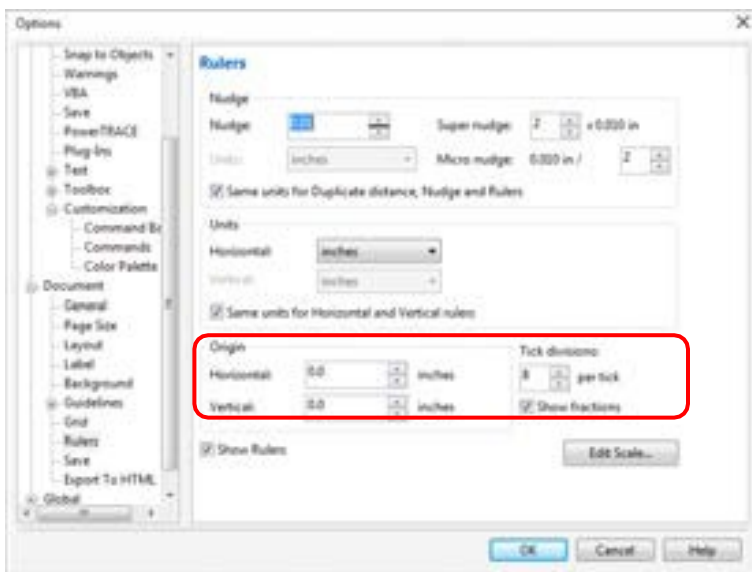 Options
Snap to Objects
Warnings
VBA
Save
PowerTRACE
Plug-Ins
Text
Toolbox
Customization
Command Ba
Commands
Color Palette
Document
General
Page Size
Layout
Label
Background
Guidelines
Grid
Rulers
Save
Export To HTML
Global
Rulers
Nudge
Nudge: Super nudge: 2 x 0.010 in
Units: inches Micro nudge: 0.010 in / 2
Same units for Duplicate distance, Nudge and Rulers
Units
Horizontal: inches
Vertical: inches
Same units for Horizontal and Vertical rulers
Origin
Horizontal: 0.0 inches
Vertical: 0.0 inches
Tick divisions:
8 per tick
Show fractions
Show Rulers
Edit Scale...
OK Cancel Help